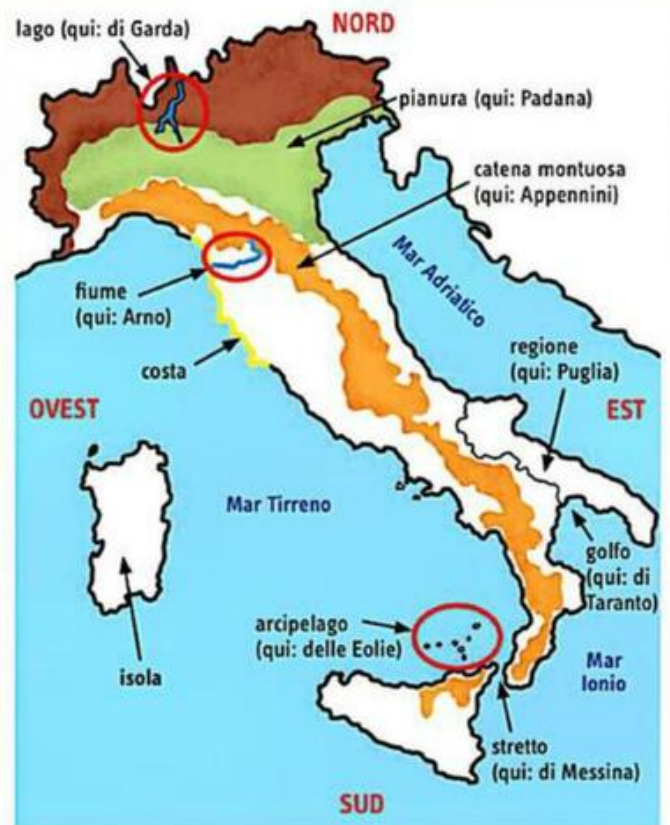 NORD
lago (qui: di Garda)
pianura (qui: Padana)
catena montuosa
(qui: Appennini)
Mar Adriatico
fiume
(qui: Arno)
costa
regione
(qui: Puglia)
OVEST
EST
Mar Tirreno
golfo
(qui: di
Taranto)
arcipelago
(qui: delle Eolie)
isola
Mar
Ionio
stretto
(qui: di Messina)
SUD